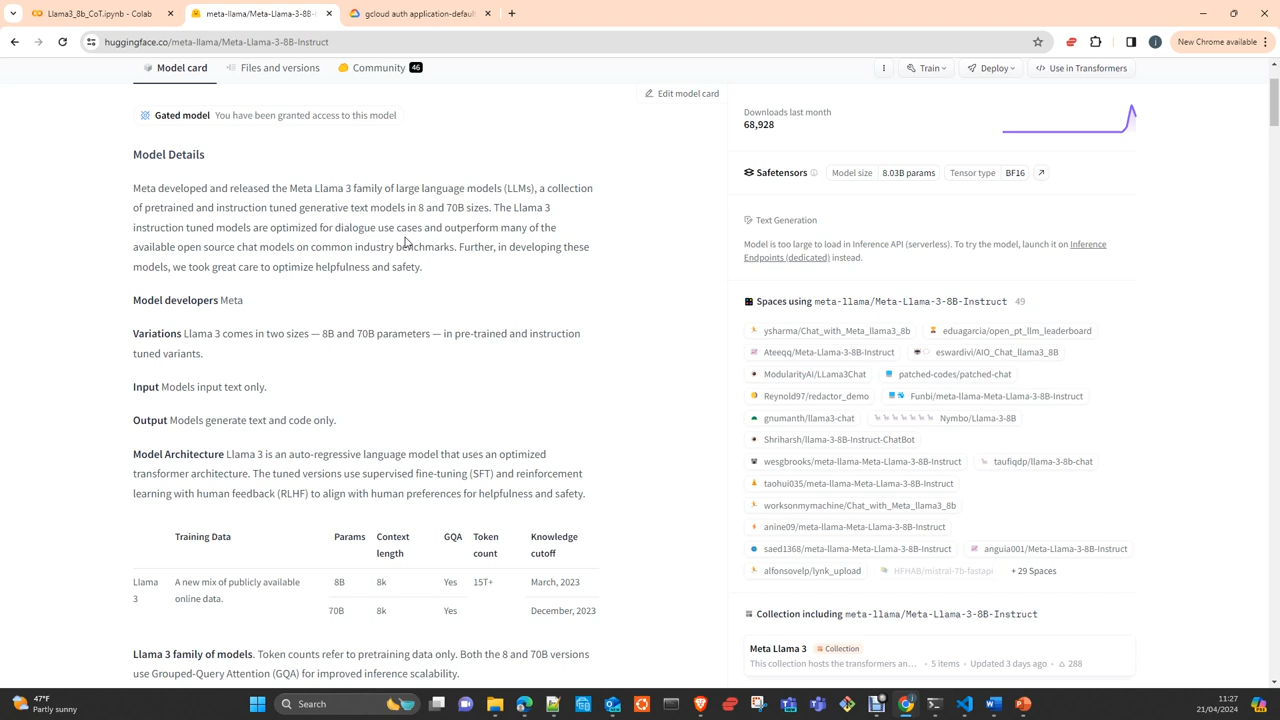 Llama3_8b_CoT.ipynb - Colab
meta-llama/Meta-Llama-3-8B-I
gcloud auth application-default
huggingface.co/meta-llama/Meta-Llama-3-8B-Instruct
New Chrome available
Model card
Files and versions
Community 46
Train
Deploy
</> Use in Transformers
Edit model card
Gated model You have been granted access to this model
Model Details
Meta developed and released the Meta Llama 3 family of large language models (LLMs), a collection
of pretrained and instruction tuned generative text models in 8 and 70B sizes. The Llama 3
instruction tuned models are optimized for dialogue use cases and outperform many of the
available open source chat models on common industry benchmarks. Further, in developing these
models, we took great care to optimize helpfulness and safety.
Model developers Meta
Variations Llama 3 comes in two sizes — 8B and 70B parameters — in pre-trained and instruction
tuned variants.
Input Models input text only.
Output Models generate text and code only.
Model Architecture Llama 3 is an auto-regressive language model that uses an optimized
transformer architecture. The tuned versions use supervised fine-tuning (SFT) and reinforcement
learning with human feedback (RLHF) to align with human preferences for helpfulness and safety.
Training Data Params Context length GQA Token count Knowledge cutoff
Llama 3 A new mix of publicly available online data. 8B 8k Yes 15T+ March, 2023
70B 8k Yes December, 2023
Llama 3 family of models. Token counts refer to pretraining data only. Both the 8 and 70B versions
use Grouped-Query Attention (GQA) for improved inference scalability.
Downloads last month
68,928
Safetensors Model size 8.03B params Tensor type BF16
Text Generation
Model is too large to load in Inference API (serverless). To try the model, launch it on Inference
Endpoints (dedicated) instead.
Spaces using meta-llama/Meta-Llama-3-8B-Instruct 49
ysharma/Chat_with_Meta_llama3_8b eduagarcia/open_pt_llm_leaderboard
Ateeqq/Meta-Llama-3-8B-Instruct eswardivi/AIO_Chat_llama3_8B
ModularityAI/LLama3Chat patched-codes/patched-chat
Reynold97/redactor_demo Funbi/meta-llama-Meta-Llama-3-8B-Instruct
gnumanth/llama3-chat Nymbo/Llama-3-8B
Shriharsh/llama-3-8B-Instruct-ChatBot
wesgbrooks/meta-llama-Meta-Llama-3-8B-Instruct taufiqdp/llama-3-8b-chat
taohui035/meta-llama-Meta-Llama-3-8B-Instruct
worksonmymachine/Chat_with_Meta_llama3_8b
anine09/meta-llama-Meta-Llama-3-8B-Instruct
saed1368/meta-llama-Meta-Llama-3-8B-Instruct anguia001/Meta-Llama-3-8B-Instruct
alfonsovelp/lynk_upload HFHAB/mistral-7b-fastapi + 29 Spaces
Collection including meta-llama/Meta-Llama-3-8B-Instruct
Meta Llama 3 Collection
This collection hosts the transformers an... • 5 items • Updated 3 days ago • 288
47°F
Partly sunny
Search
11:27
21/04/2024